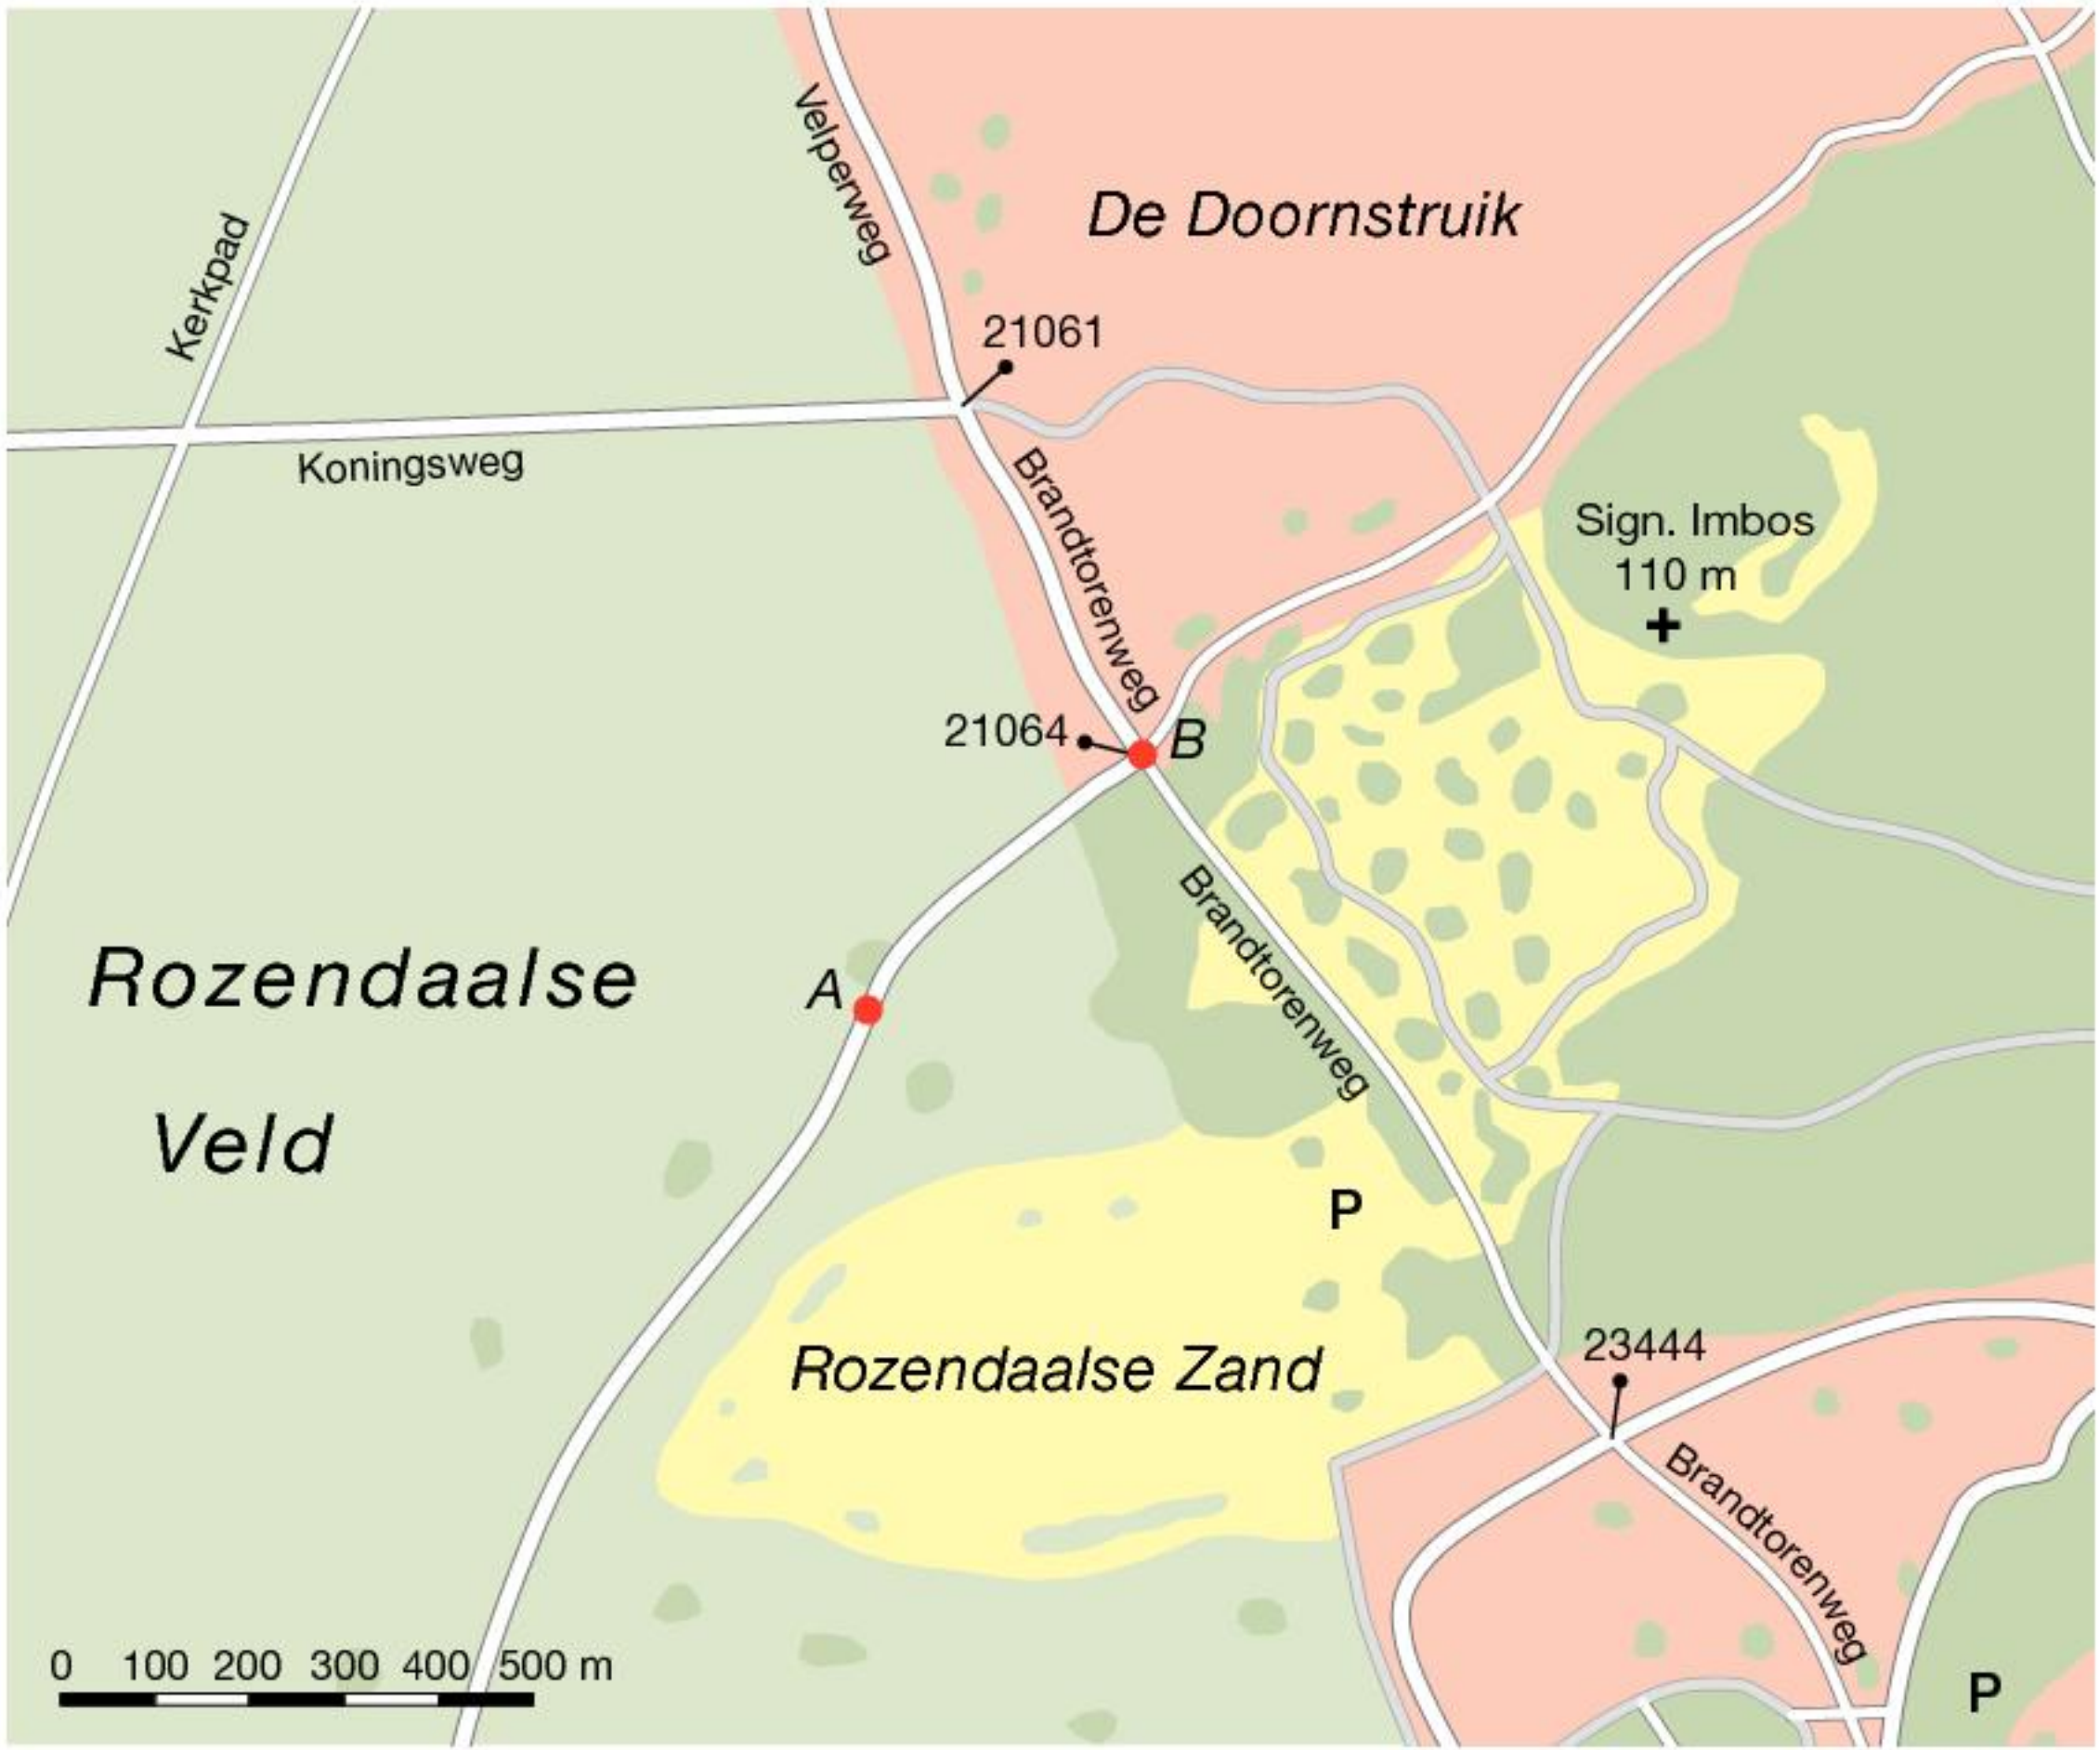 Velperweg
De Doornstruik
Kerkpad
21061
Koningsweg
Brandtorenweg
Sign. Imbos
110 m
21064
B
Brandtorenweg
Rozendaalse
A
Veld
P
Rozendaalse Zand
23444
Brandtorenweg
0 100 200 300 400 500 m
P